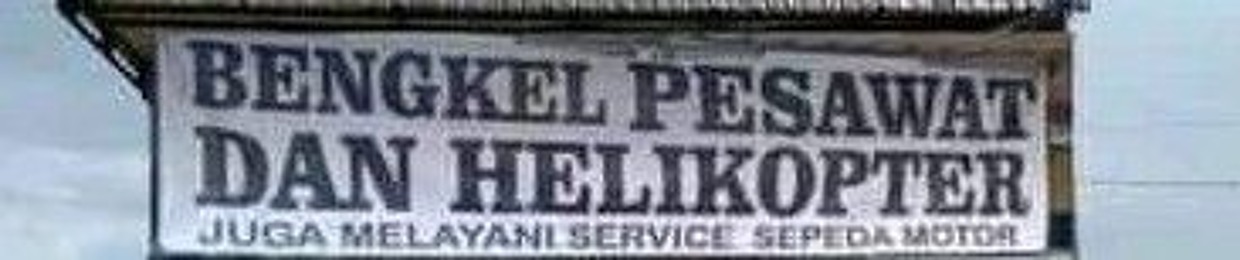 BENGKEL PESAWAT
DAN HELIKOPTER
JUGA MELAYANI SERVICE SEPEDA MOTOR